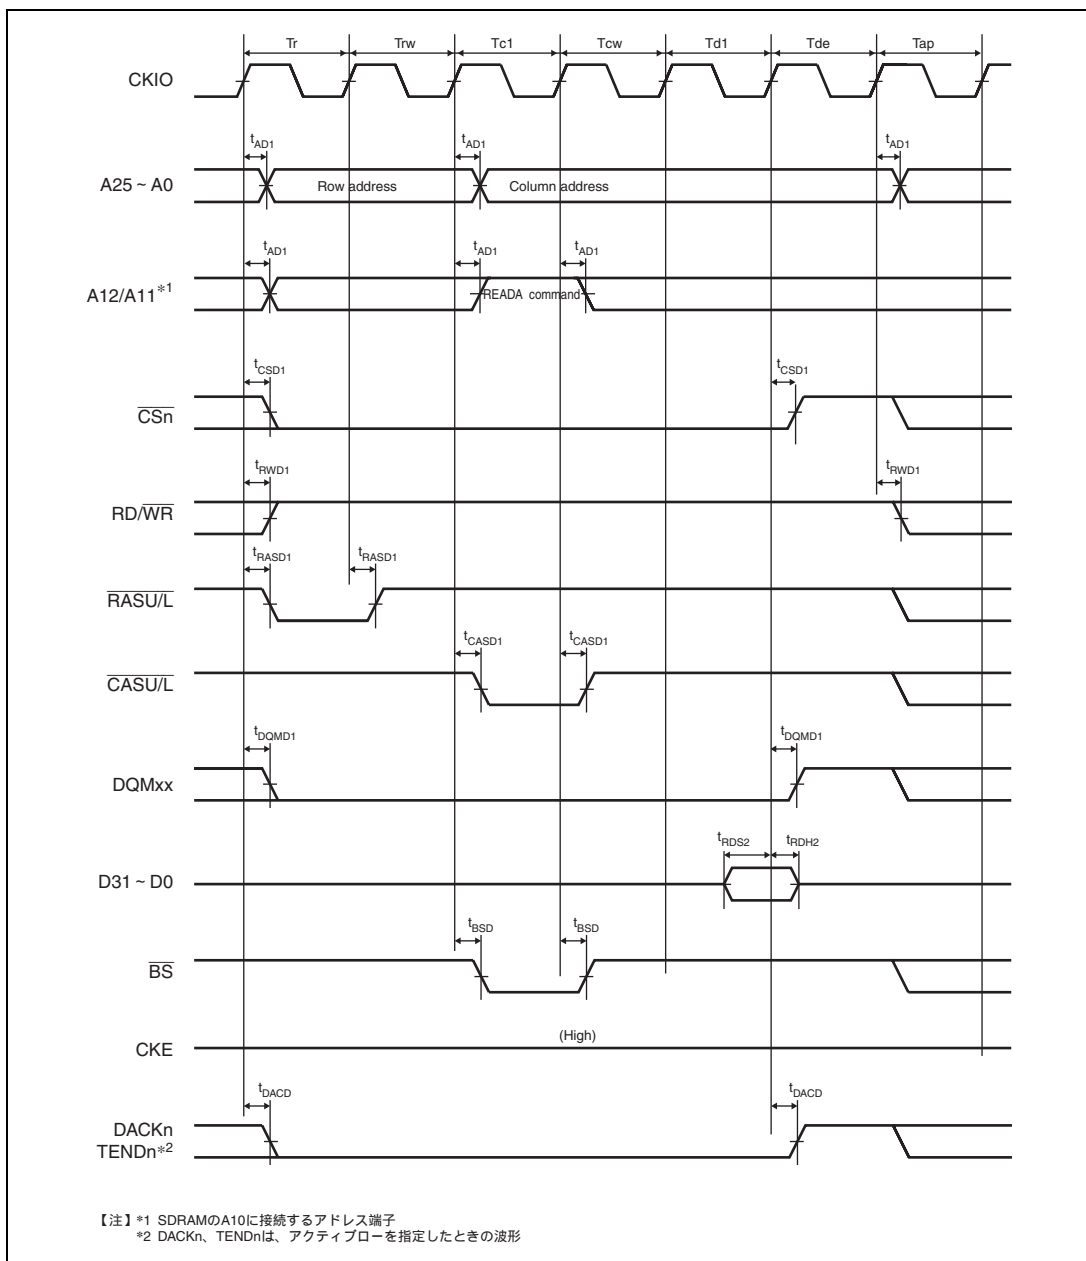 Tr Trw Tc1 Tcw Td1 Tde Tap
CKIO
tAD1 tAD1 tAD1
A25 ~ A0 Row address Column address
tAD1 tAD1 tAD1
A12/A11*1 READA command
tCSD1 tCSD1
CSn
tRWD1 tRWD1
RD/WR
tRASD1 tRASD1
RASU/L
tCASD1 tCASD1
CASU/L
tDQMD1 tDQMD1
DQMxx
tRDS2 tRDH2
D31 ~ D0
tBSD tBSD
BS
(High)
CKE
tDACD tDACD
DACKn
TENDn*2
【注】*1 SDRAMのA10に接続するアドレス端子
*2 DACKn、TENDnは、アクティブローを指定したときの波形